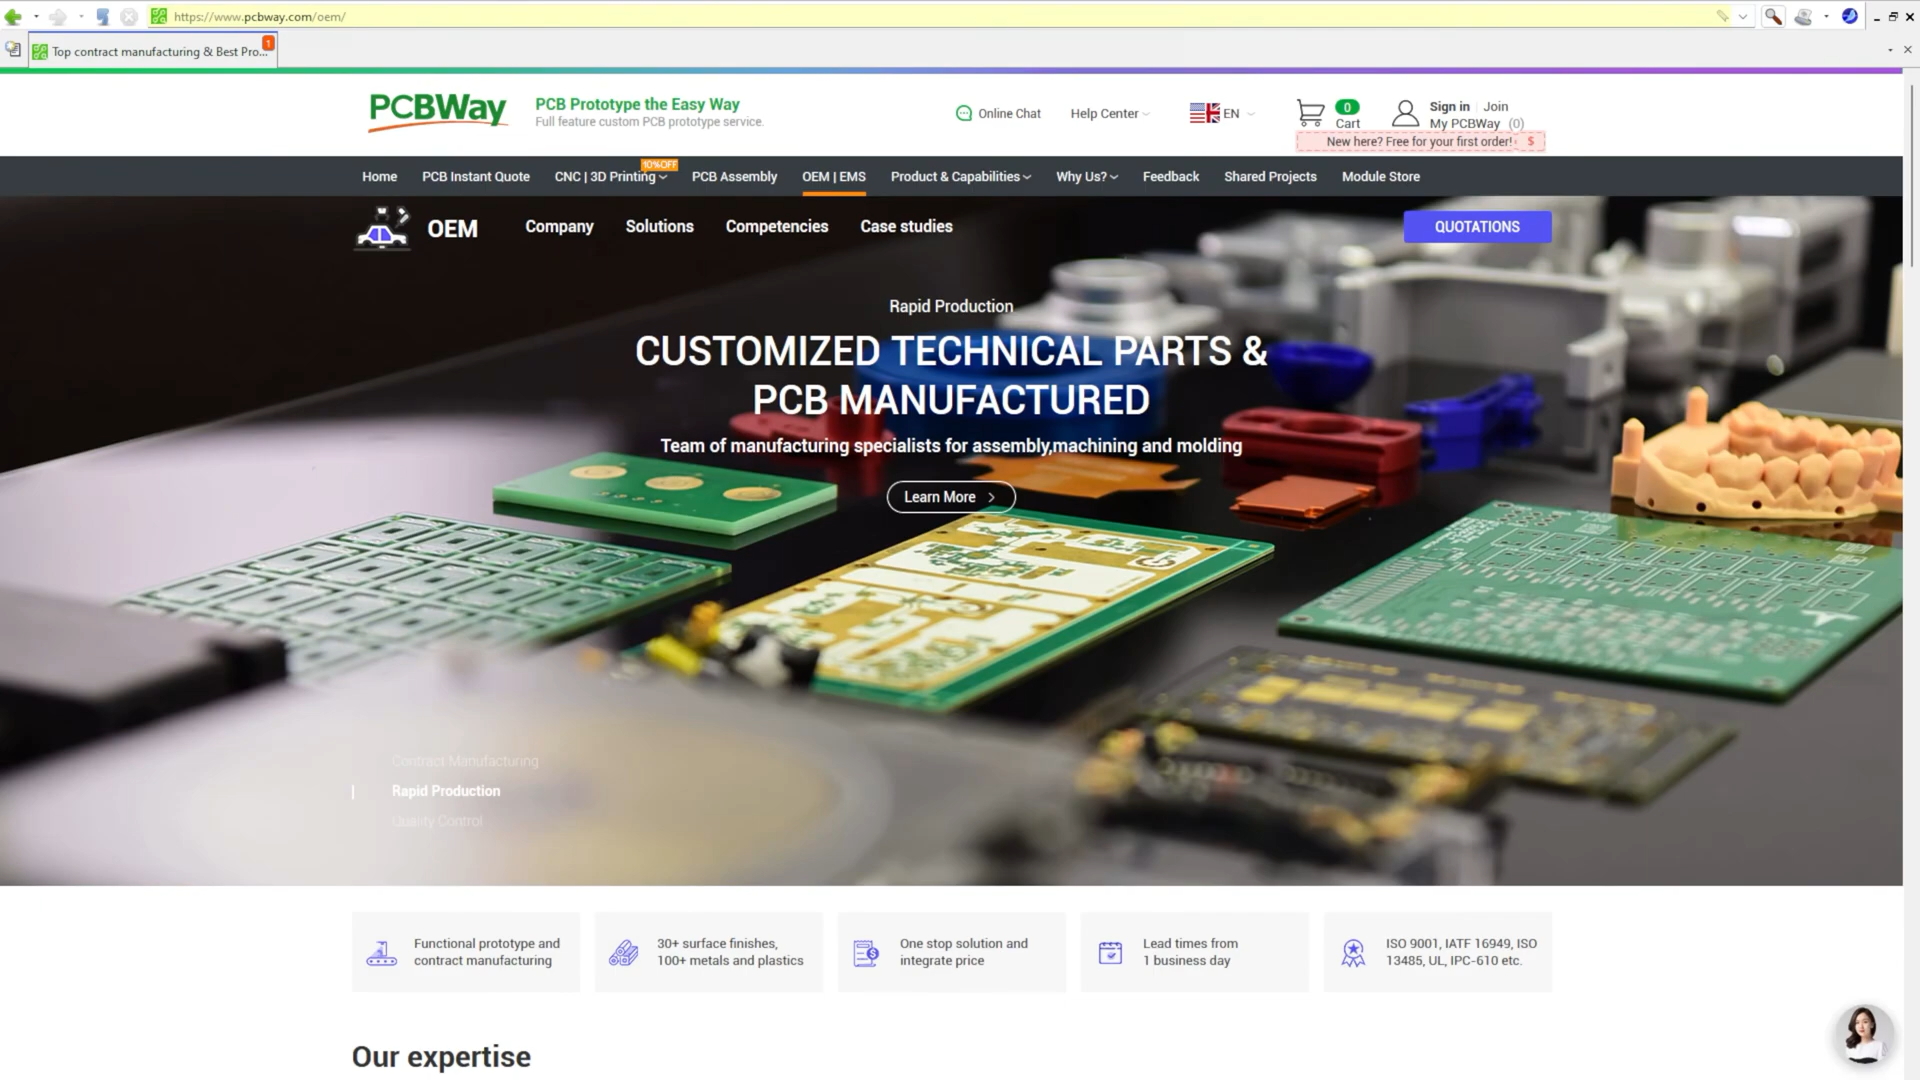 https://www.pcbway.com/oem/
Top contract manufacturing & Best Pro...
1
PCBWay
PCB Prototype the Easy Way
Full feature custom PCB prototype service.
Online Chat
Help Center
EN
0
Cart
Sign in | Join
My PCBWay (0)
New here? Free for your first order! $
10%OFF
Home
PCB Instant Quote
CNC | 3D Printing
PCB Assembly
OEM | EMS
Product & Capabilities
Why Us?
Feedback
Shared Projects
Module Store
OEM
Company
Solutions
Competencies
Case studies
QUOTATIONS
Rapid Production
CUSTOMIZED TECHNICAL PARTS &
PCB MANUFACTURED
Team of manufacturing specialists for assembly,machining and molding
Learn More
Contract Manufacturing
Rapid Production
Quality Control
Functional prototype and
contract manufacturing
30+ surface finishes,
100+ metals and plastics
One stop solution and
integrate price
Lead times from
1 business day
ISO 9001, IATF 16949, ISO
13485, UL, IPC-610 etc.
Our expertise